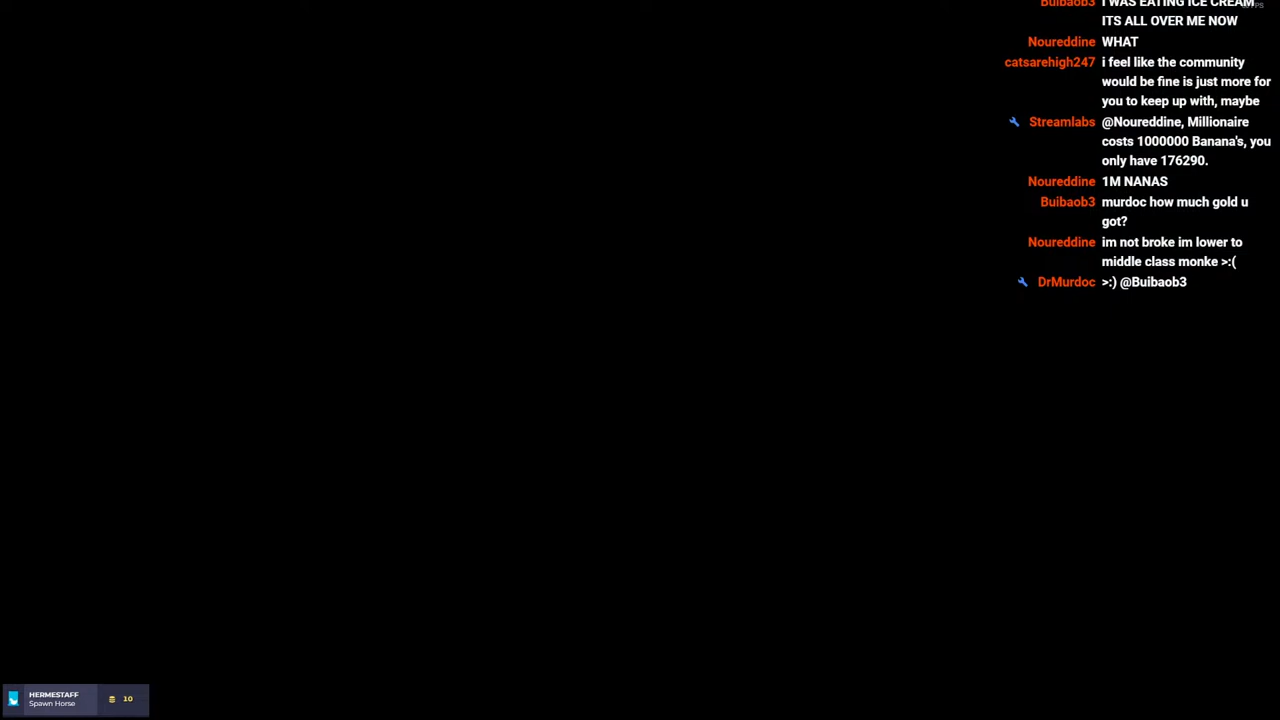 Buibaob3 I WAS EATING ICE CREAM
ITS ALL OVER ME NOW
Noureddine WHAT
catsarehigh247 i feel like the community
would be fine is just more for
you to keep up with, maybe
Streamlabs @Noureddine, Millionaire
costs 1000000 Banana's, you
only have 176290.
Noureddine 1M NANAS
Buibaob3 murdoc how much gold u
got?
Noureddine im not broke im lower to
middle class monke >:(
DrMurdoc >:) @Buibaob3
HERMESTAFF
Spawn Horse
10